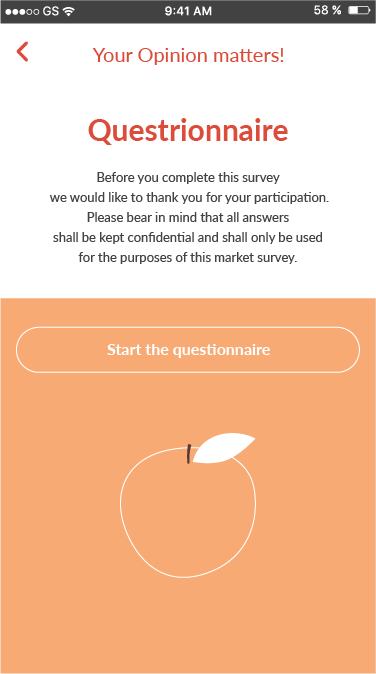 GS 9:41 AM 58 %
Your Opinion matters!
Questrionnaire
Before you complete this survey
we would like to thank you for your participation.
Please bear in mind that all answers
shall be kept confidential and shall only be used
for the purposes of this market survey.
Start the questionnaire